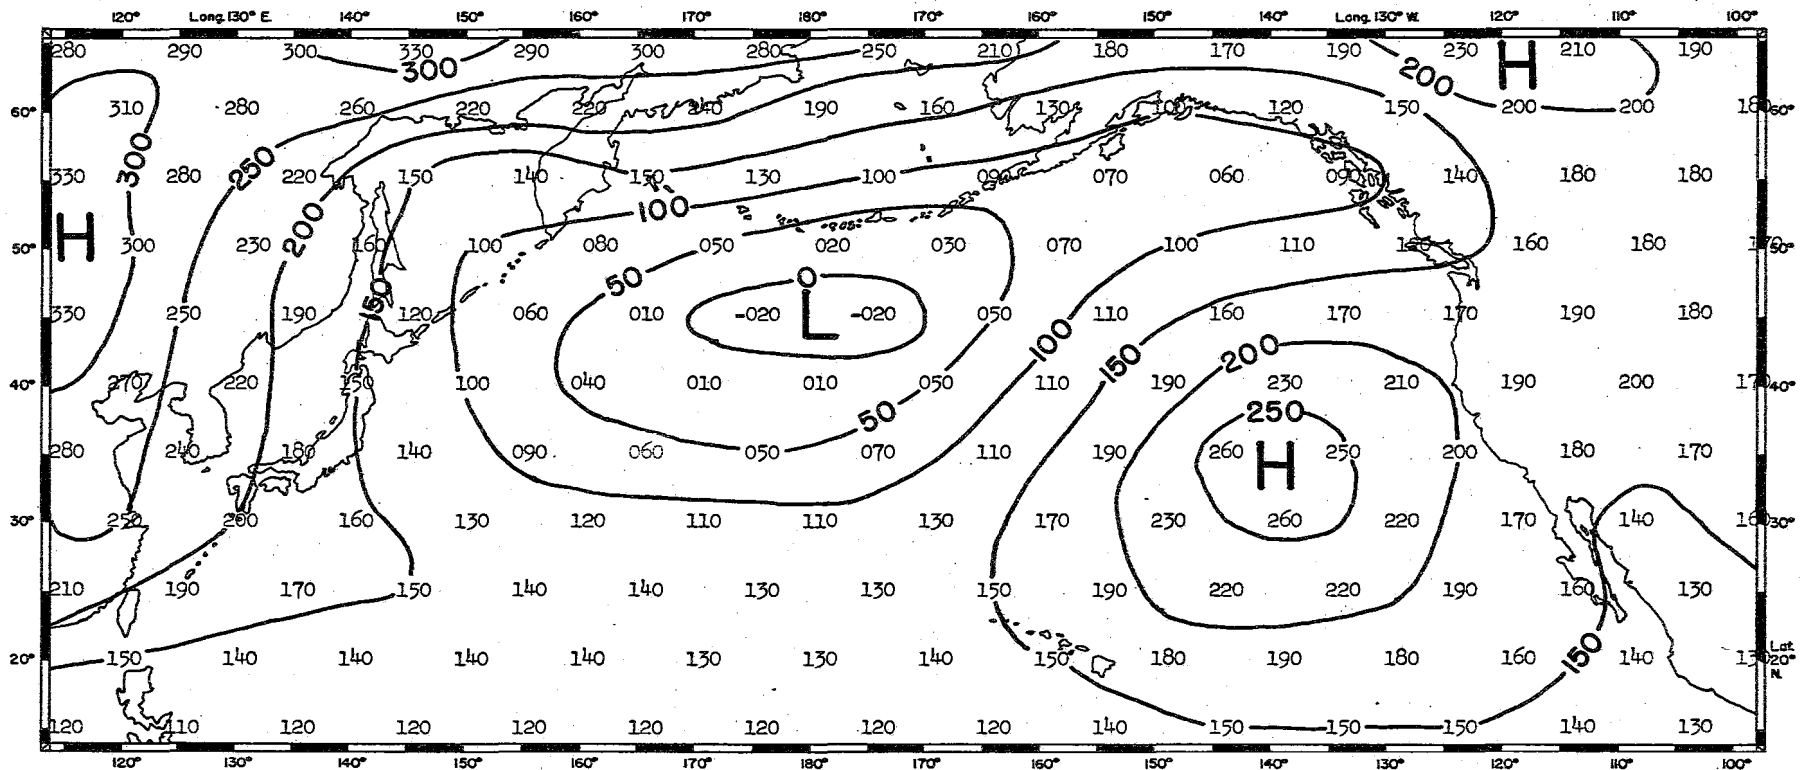 120° Long. 130° E. 140° 150° 160° 170° 180° 170° 160° 150° 140° Long. 130° W. 120° 110° 100°
280 290 300 330 290 300 280 250 210 180 170 190 230 H 210 190
300 200
60° 310 280 260 220 220 240 190 160 130 100 120 150 200 200 180 60°
300 250
330 280 220 150 140 150 130 100 090 070 060 090 140 180 180
200 100
H
50° 300 230 160 100 080 050 020 030 070 100 110 120 160 180 170 50°
50 0
150
330 250 190 120 060 010 -020 L -020 050 110 160 170 170 190 180
100 150 200
40° 270 220 150 100 040 010 010 050 110 190 230 210 190 200 170 40°
50 250
280 240 180 140 090 060 050 070 110 190 260 H 250 200 180 170
30° 250 200 160 130 120 110 110 130 170 230 260 220 170 140 160 30°
210 190 170 150 140 140 130 130 150 190 220 220 190 160 130
150
20° 150 140 140 140 140 130 130 140 150 180 190 180 160 140 130 Lat. 20° N.
120 110 120 120 120 120 120 120 120 140 150 150 150 140 130
120° 130° 140° 150° 160° 170° 180° 170° 160° 150° 140° 130° 120° 110° 100°